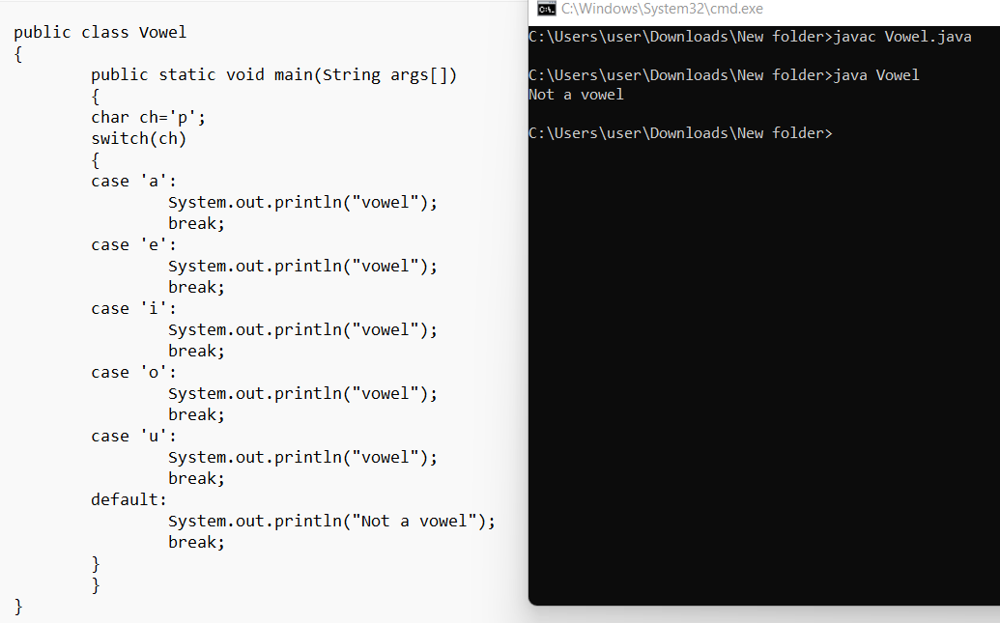 public class Vowel
{
public static void main(String args[])
{
char ch='p';
switch(ch)
{
case 'a':
System.out.println("vowel");
break;
case 'e':
System.out.println("vowel");
break;
case 'i':
System.out.println("vowel");
break;
case 'o':
System.out.println("vowel");
break;
case 'u':
System.out.println("vowel");
break;
default:
System.out.println("Not a vowel");
break;
}
}
}
C:\Windows\System32\cmd.exe
C:\Users\user\Downloads\New folder>javac Vowel.java
C:\Users\user\Downloads\New folder>java Vowel
Not a vowel
C:\Users\user\Downloads\New folder>